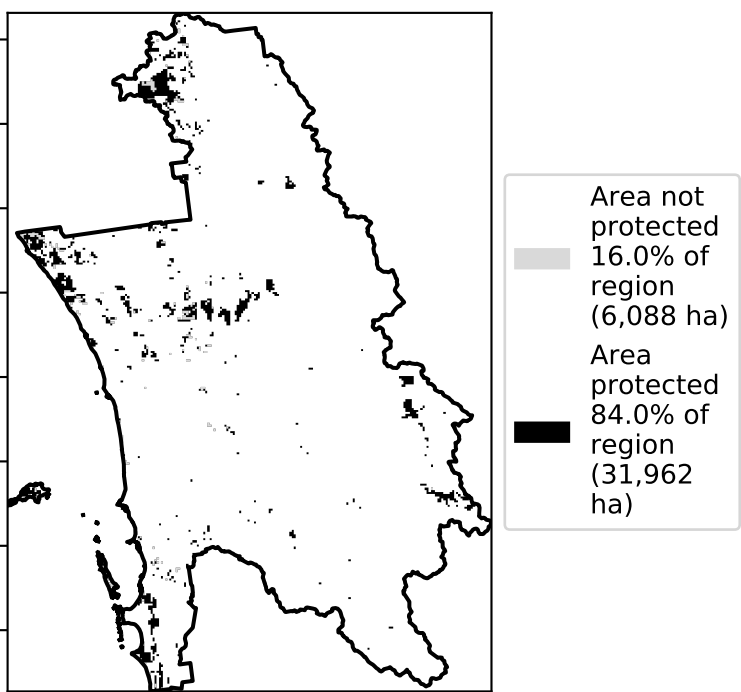 Area not
protected
16.0% of
region
(6,088 ha)
Area
protected
84.0% of
region
(31,962
ha)